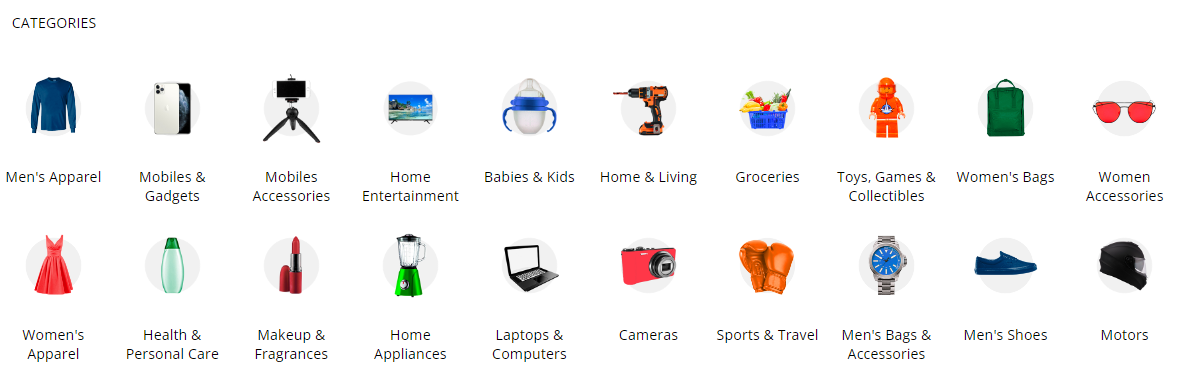 CATEGORIES
Men's Apparel
Mobiles &
Gadgets
Mobiles
Accessories
Home
Entertainment
Babies & Kids
Home & Living
Groceries
Toys, Games &
Collectibles
Women's Bags
Women
Accessories
Women's
Apparel
Health &
Personal Care
Makeup &
Fragrances
Home
Appliances
Laptops &
Computers
Cameras
Sports & Travel
Men's Bags &
Accessories
Men's Shoes
Motors